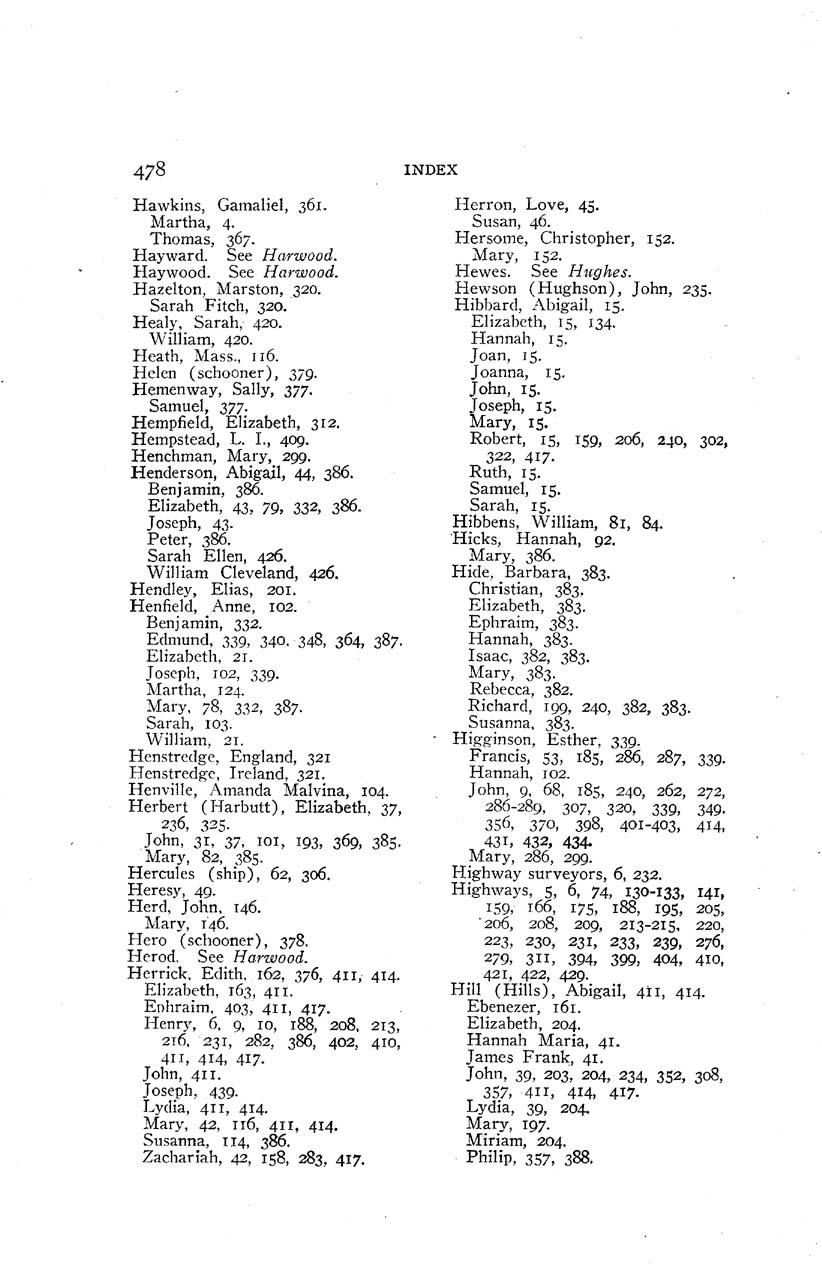 478
INDEX
Hawkins, Gamaliel, 361.
Martha, 4.
Thomas, 367.
Hayward. See Harwood.
Haywood. See Harwood.
Hazelton, Marston, 320.
Sarah Fitch, 320.
Healy, Sarah, 420.
William, 420.
Heath, Mass., 116.
Helen (schooner), 379.
Hemenway, Sally, 377.
Samuel, 377.
Hempfield, Elizabeth, 312.
Hempstead, L. I., 409.
Henchman, Mary, 299.
Henderson, Abigail, 44, 386.
Benjamin, 386.
Elizabeth, 43, 79, 332, 386.
Joseph, 43.
Peter, 386.
Sarah Ellen, 426.
William Cleveland, 426.
Hendley, Elias, 201.
Henfield, Anne, 102.
Benjamin, 332.
Edmund, 339, 340, 348, 364, 387.
Elizabeth, 21.
Joseph, 102, 339.
Martha, 124.
Mary, 78, 332, 387.
Sarah, 103.
William, 21.
Henstredge, England, 321
Henstredge, Ireland, 321.
Henville, Amanda Malvina, 104.
Herbert (Harbutt), Elizabeth, 37,
236, 325.
John, 31, 37, 101, 193, 369, 385.
Mary, 82, 385.
Hercules (ship), 62, 306.
Heresy, 49.
Herd, John, 146.
Mary, 146.
Hero (schooner), 378.
Herod. See Harwood.
Herrick, Edith, 162, 376, 411, 414.
Elizabeth, 163, 411.
Ephraim, 403, 411, 417.
Henry, 6, 9, 10, 188, 208, 213,
216, 231, 282, 386, 402, 410,
411, 414, 417.
John, 411.
Joseph, 439.
Lydia, 411, 414.
Mary, 42, 116, 411, 414.
Susanna, 114, 386.
Zachariah, 42, 158, 283, 417.
Herron, Love, 45.
Susan, 46.
Hersome, Christopher, 152.
Mary, 152.
Hewes. See Hughes.
Hewson (Hughson), John, 235.
Hibbard, Abigail, 15.
Elizabeth, 15, 134.
Hannah, 15.
Joan, 15.
Joanna, 15.
John, 15.
Joseph, 15.
Mary, 15.
Robert, 15, 159, 206, 240, 302,
322, 417.
Ruth, 15.
Samuel, 15.
Sarah, 15.
Hibbens, William, 81, 84.
Hicks, Hannah, 92.
Mary, 386.
Hide, Barbara, 383.
Christian, 383.
Elizabeth, 383.
Ephraim, 383.
Hannah, 383.
Isaac, 382, 383.
Mary, 383.
Rebecca, 382.
Richard, 199, 240, 382, 383.
Susanna, 383.
Higginson, Esther, 339.
Francis, 53, 185, 286, 287, 339.
Hannah, 102.
John, 9, 68, 185, 240, 262, 272,
286-289, 307, 320, 339, 349.
356, 370, 398, 401-403, 414,
431, 432, 434.
Mary, 286, 299.
Highway surveyors, 6, 232.
Highways, 5, 6, 74, 130-133, 141,
159, 166, 175, 188, 195, 205,
206, 208, 209, 213-215, 220,
223, 230, 231, 233, 239, 276,
279, 311, 394, 399, 404, 410,
421, 422, 429.
Hill (Hills), Abigail, 411, 414.
Ebenezer, 161.
Elizabeth, 204.
Hannah Maria, 41.
James Frank, 41.
John, 39, 203, 204, 234, 352, 308,
357, 411, 414, 417.
Lydia, 39, 204.
Mary, 197.
Miriam, 204.
Philip, 357, 388.